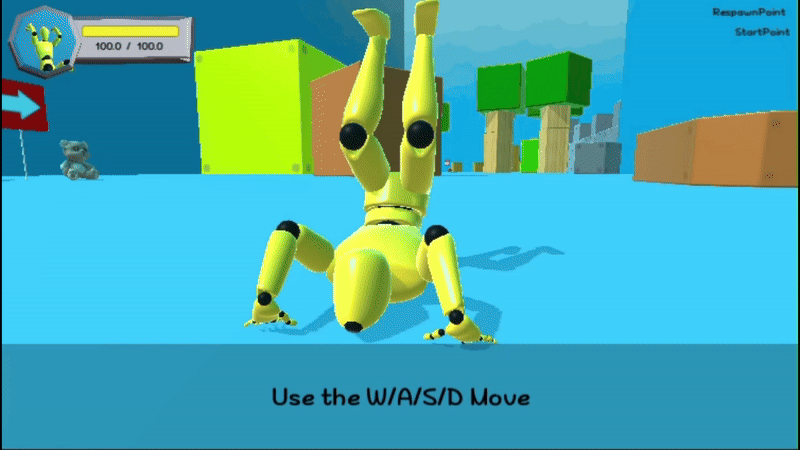 100.0 / 100.0
RespawnPoint
StartPoint
Use the W/A/S/D Move